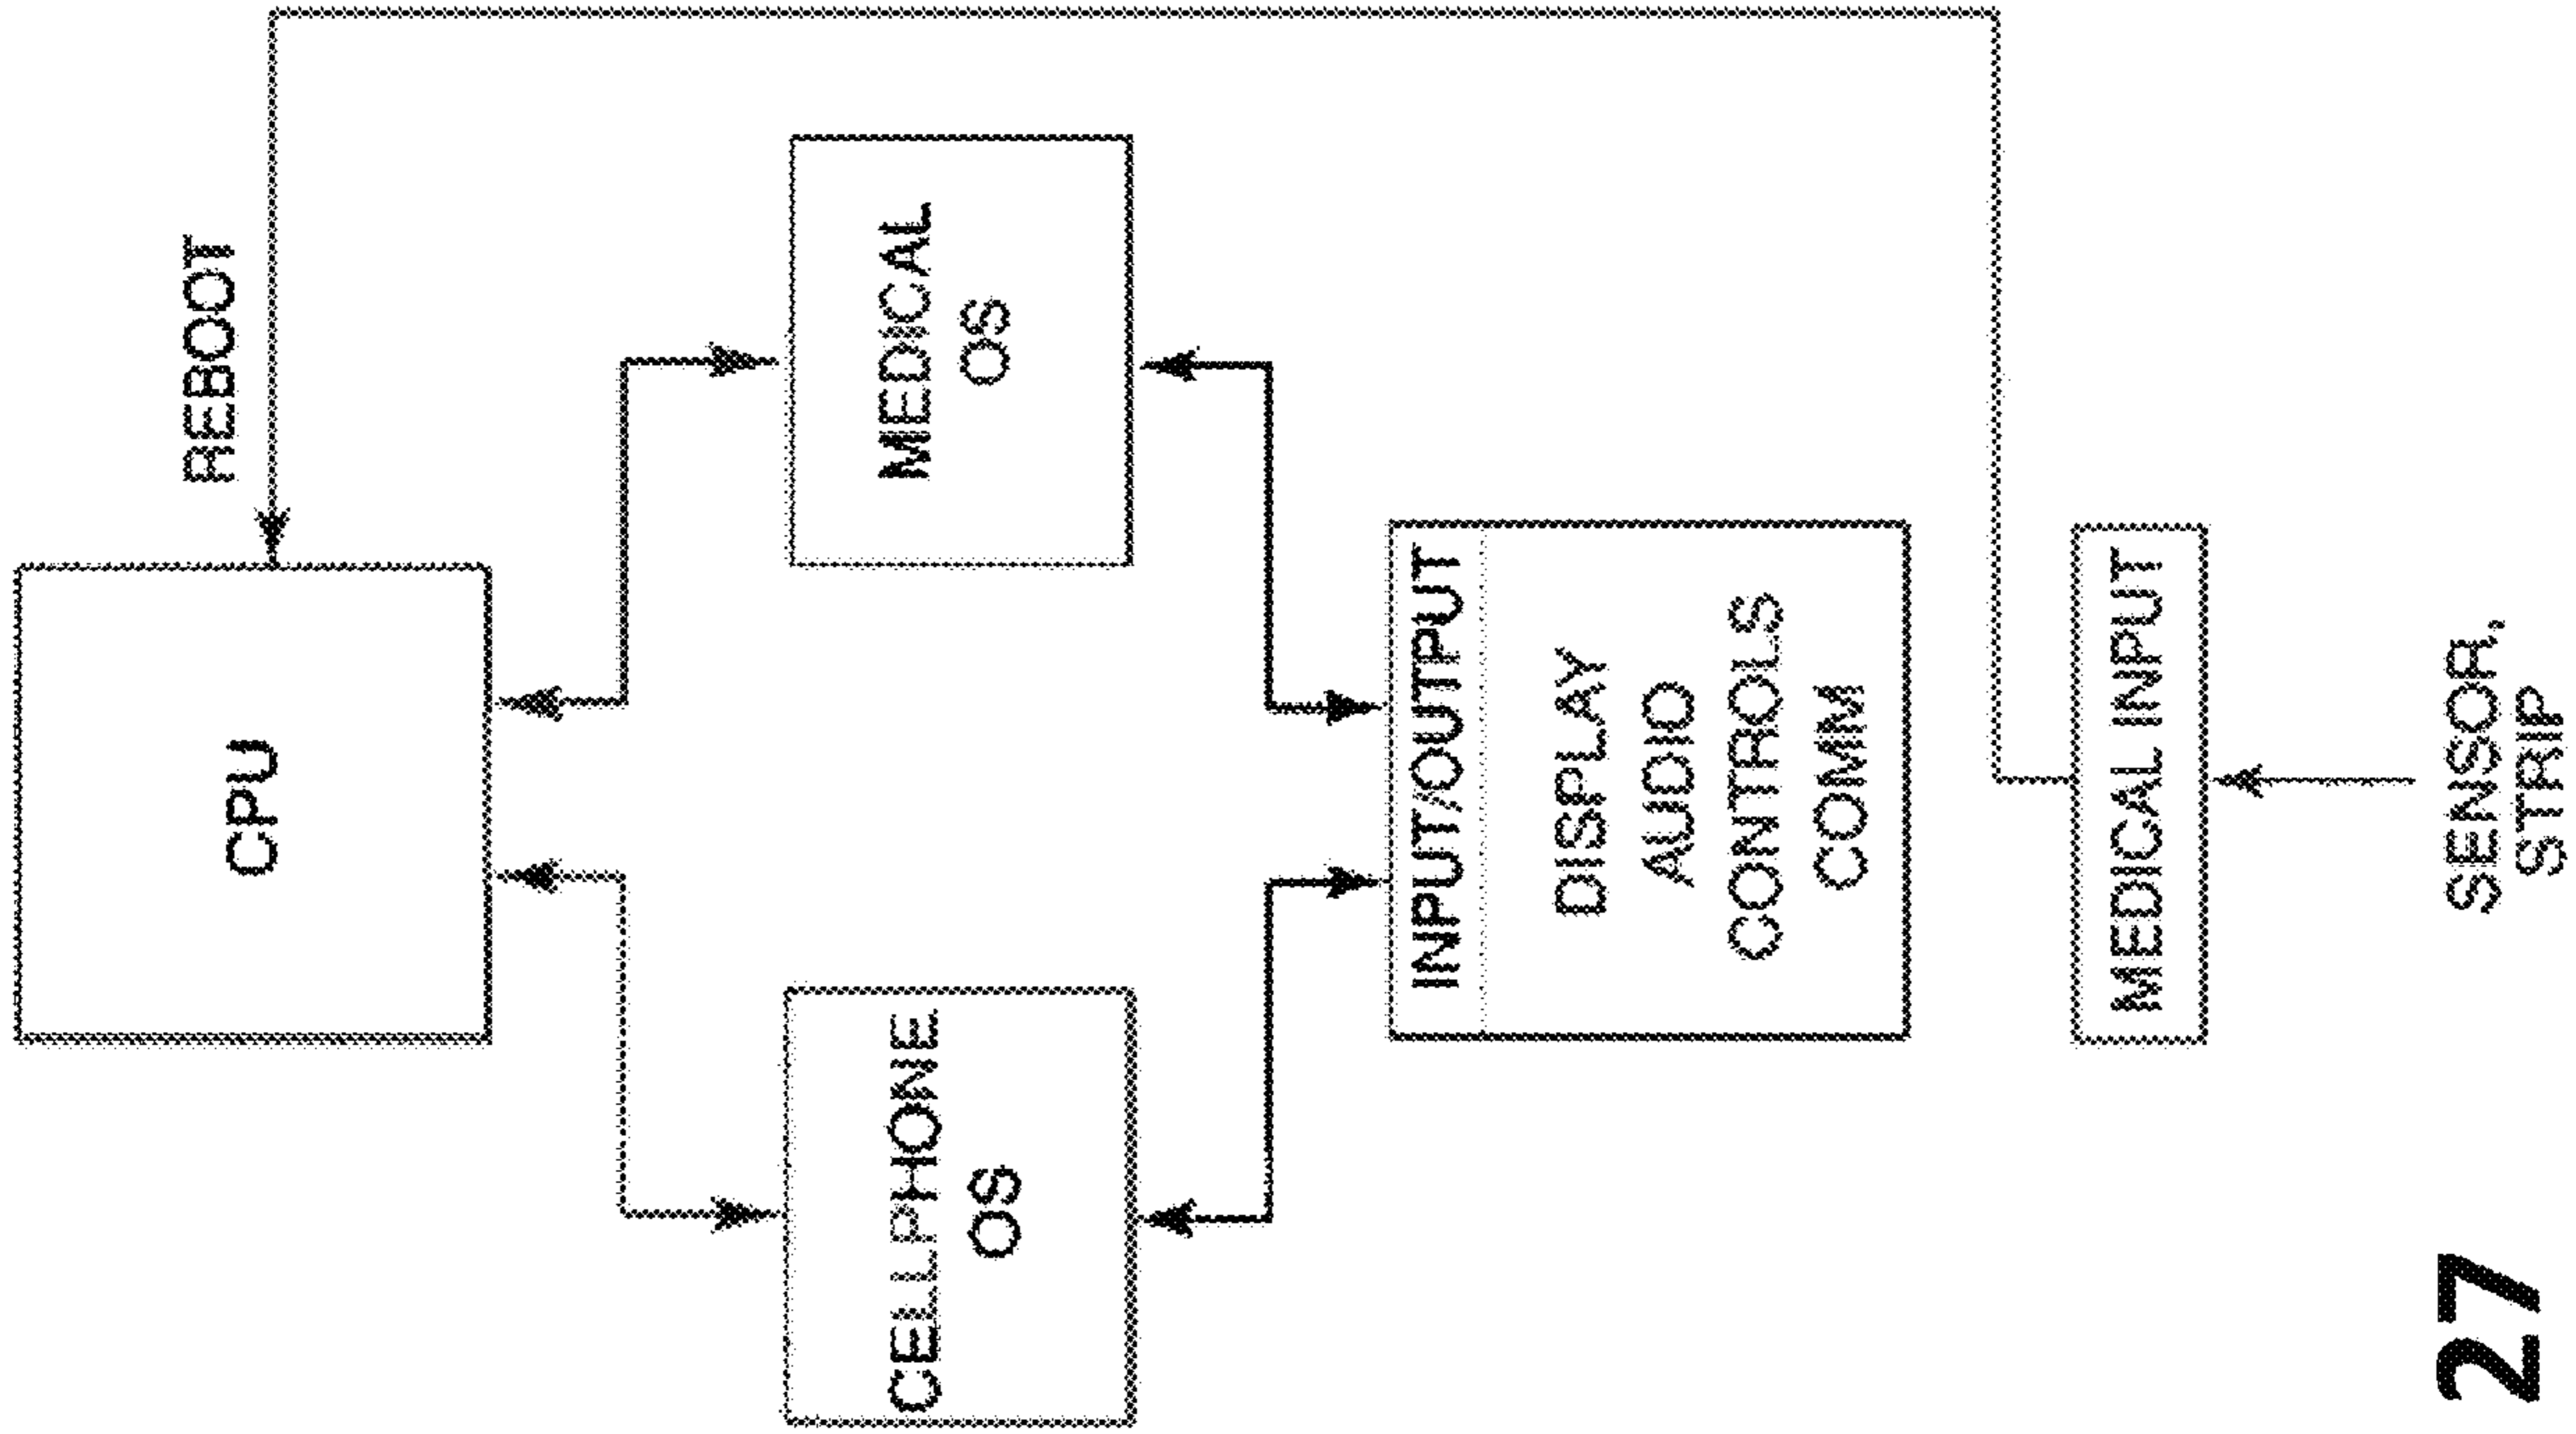 REBOOT
CPU
MEDICAL
OS
CELLPHONE
OS
INPUT/OUTPUT
DISPLAY
AUDIO
CONTROLS
COMM
MEDICAL INPUT
SENSOR,
STRIP
27